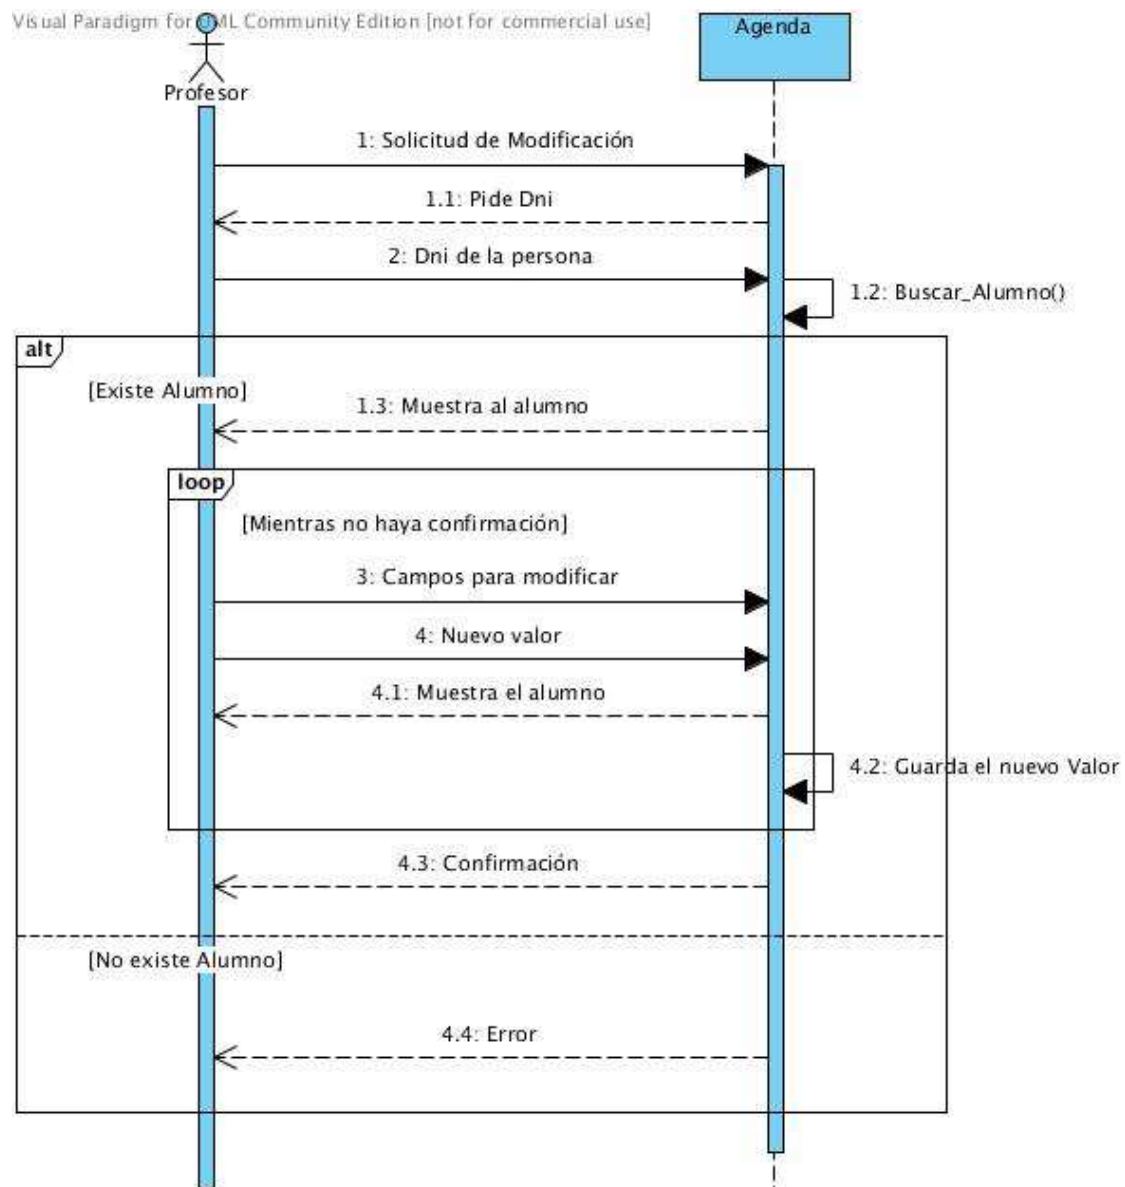 Visual Paradigm for UML Community Edition [not for commercial use]
Agenda
Profesor
1: Solicitud de Modificación
1.1: Pide Dni
2: Dni de la persona
1.2: Buscar_Alumno()
alt
[Existe Alumno]
1.3: Muestra al alumno
loop
[Mientras no haya confirmación]
3: Campos para modificar
4: Nuevo valor
4.1: Muestra el alumno
4.2: Guarda el nuevo Valor
4.3: Confirmación
[No existe Alumno]
4.4: Error